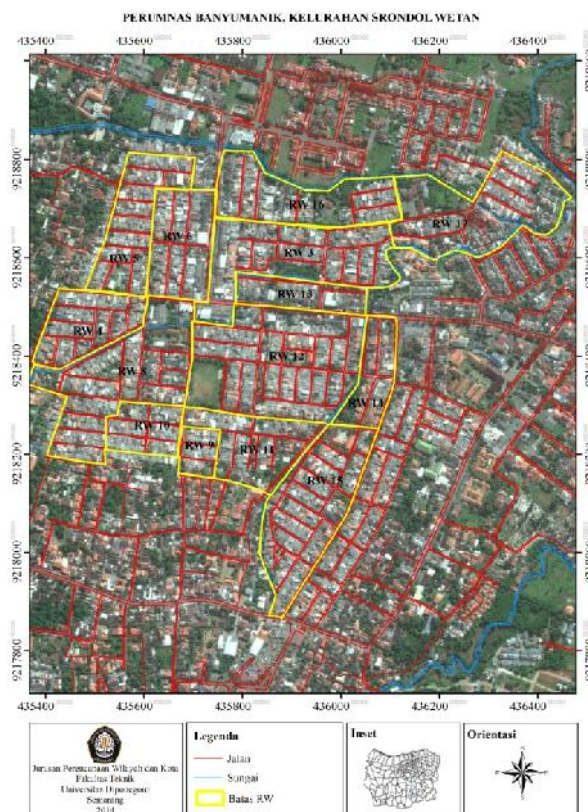 PERUMNAS BANYUMANIK, KELURAHAN SRONDOL WETAN
435400 435600 435800 436000 436200 436400
9218800
9218600
9218400
9218200
9218000
9217800
RW 16
RW 17
RW 6
RW 3
RW 5
RW 13
RW 4
RW 12
RW 8
RW 11
RW 10
RW 9
RW 15
435400 435600 435800 436000 436200 436400
Jurusan Perencanaan Wilayah dan Kota
Fakultas Teknik
Universitas Diponegoro
Semarang
2014
Legenda
Jalan
Sungai
Batas RW
Inset
Orientasi